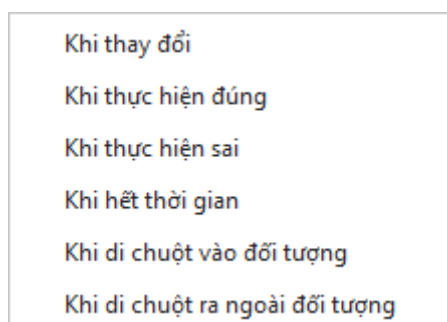 Khi thay đổi
Khi thực hiện đúng
Khi thực hiện sai
Khi hết thời gian
Khi di chuột vào đối tượng
Khi di chuột ra ngoài đối tượng